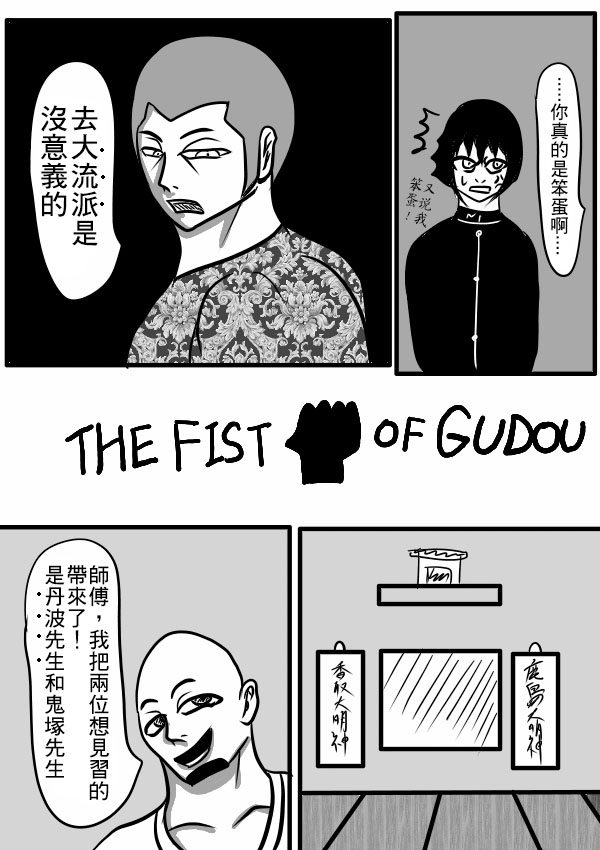 ……你真的是笨蛋啊……
又说我
笨蛋！
去大流派是
沒意義的
THE FIST OF GUDOU
鹿島大明神
香取大明神
師傅，我把兩位想見習的
帶來了！
是丹波先生和鬼塚先生